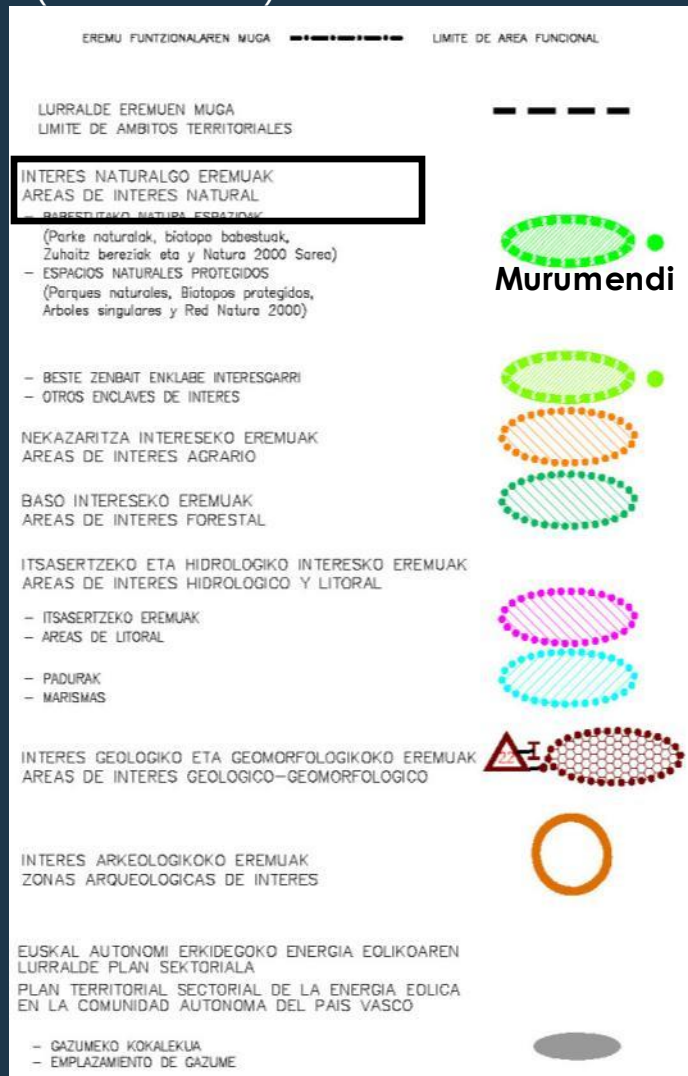 EREMU FUNTZIONALAREN MUGA LIMITE DE AREA FUNCIONAL
LURRALDE EREMUEN MUGA
LIMITE DE AMBITOS TERRITORIALES
INTERES NATURALGO EREMUAK
AREAS DE INTERES NATURAL
- BABESTUTAKO NATURA ESPAZIOAK
(Parke naturalak, biotopo babestuak,
Zuhaitz bereziak eta y Natura 2000 Sarea)
- ESPACIOS NATURALES PROTEGIDOS
(Parques naturales, Biotopos protegidos,
Arboles singulares y Red Natura 2000)
Murumendi
- BESTE ZENBAIT ENKLABE INTERESGARRI
- OTROS ENCLAVES DE INTERES
NEKAZARITZA INTERESEKO EREMUAK
AREAS DE INTERES AGRARIO
BASO INTERESEKO EREMUAK
AREAS DE INTERES FORESTAL
ITSASERTZEKO ETA HIDROLOGIKO INTERESKO EREMUAK
AREAS DE INTERES HIDROLOGICO Y LITORAL
- ITSASERTZEKO EREMUAK
- AREAS DE LITORAL
- PADURAK
- MARISMAS
INTERES GEOLOGIKO ETA GEOMORFOLOGIKOKO EREMUAK
AREAS DE INTERES GEOLOGICO-GEOMORFOLOGICO
22
INTERES ARKEOLOGIKOKO EREMUAK
ZONAS ARQUEOLOGICAS DE INTERES
EUSKAL AUTONOMI ERKIDEGOKO ENERGIA EOLIKOAREN
LURRALDE PLAN SEKTORIALA
PLAN TERRITORIAL SECTORIAL DE LA ENERGIA EOLICA
EN LA COMUNIDAD AUTONOMA DEL PAIS VASCO
- GAZUMEKO KOKALEKUA
- EMPLAZAMIENTO DE GAZUME